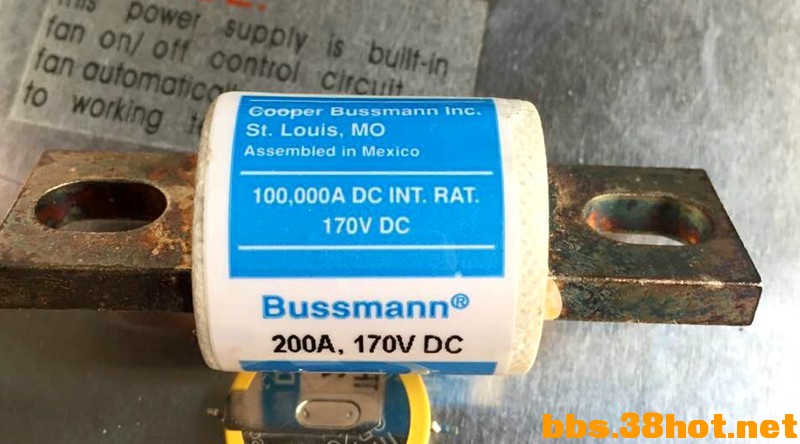 this power supply is built-in
fan on/ off control circuit
fan automatic
to working
Cooper Bussmann Inc.
St. Louis, MO
Assembled in Mexico
100,000A DC INT. RAT.
170V DC
Bussmann®
200A, 170V DC
bbs.38hot.net